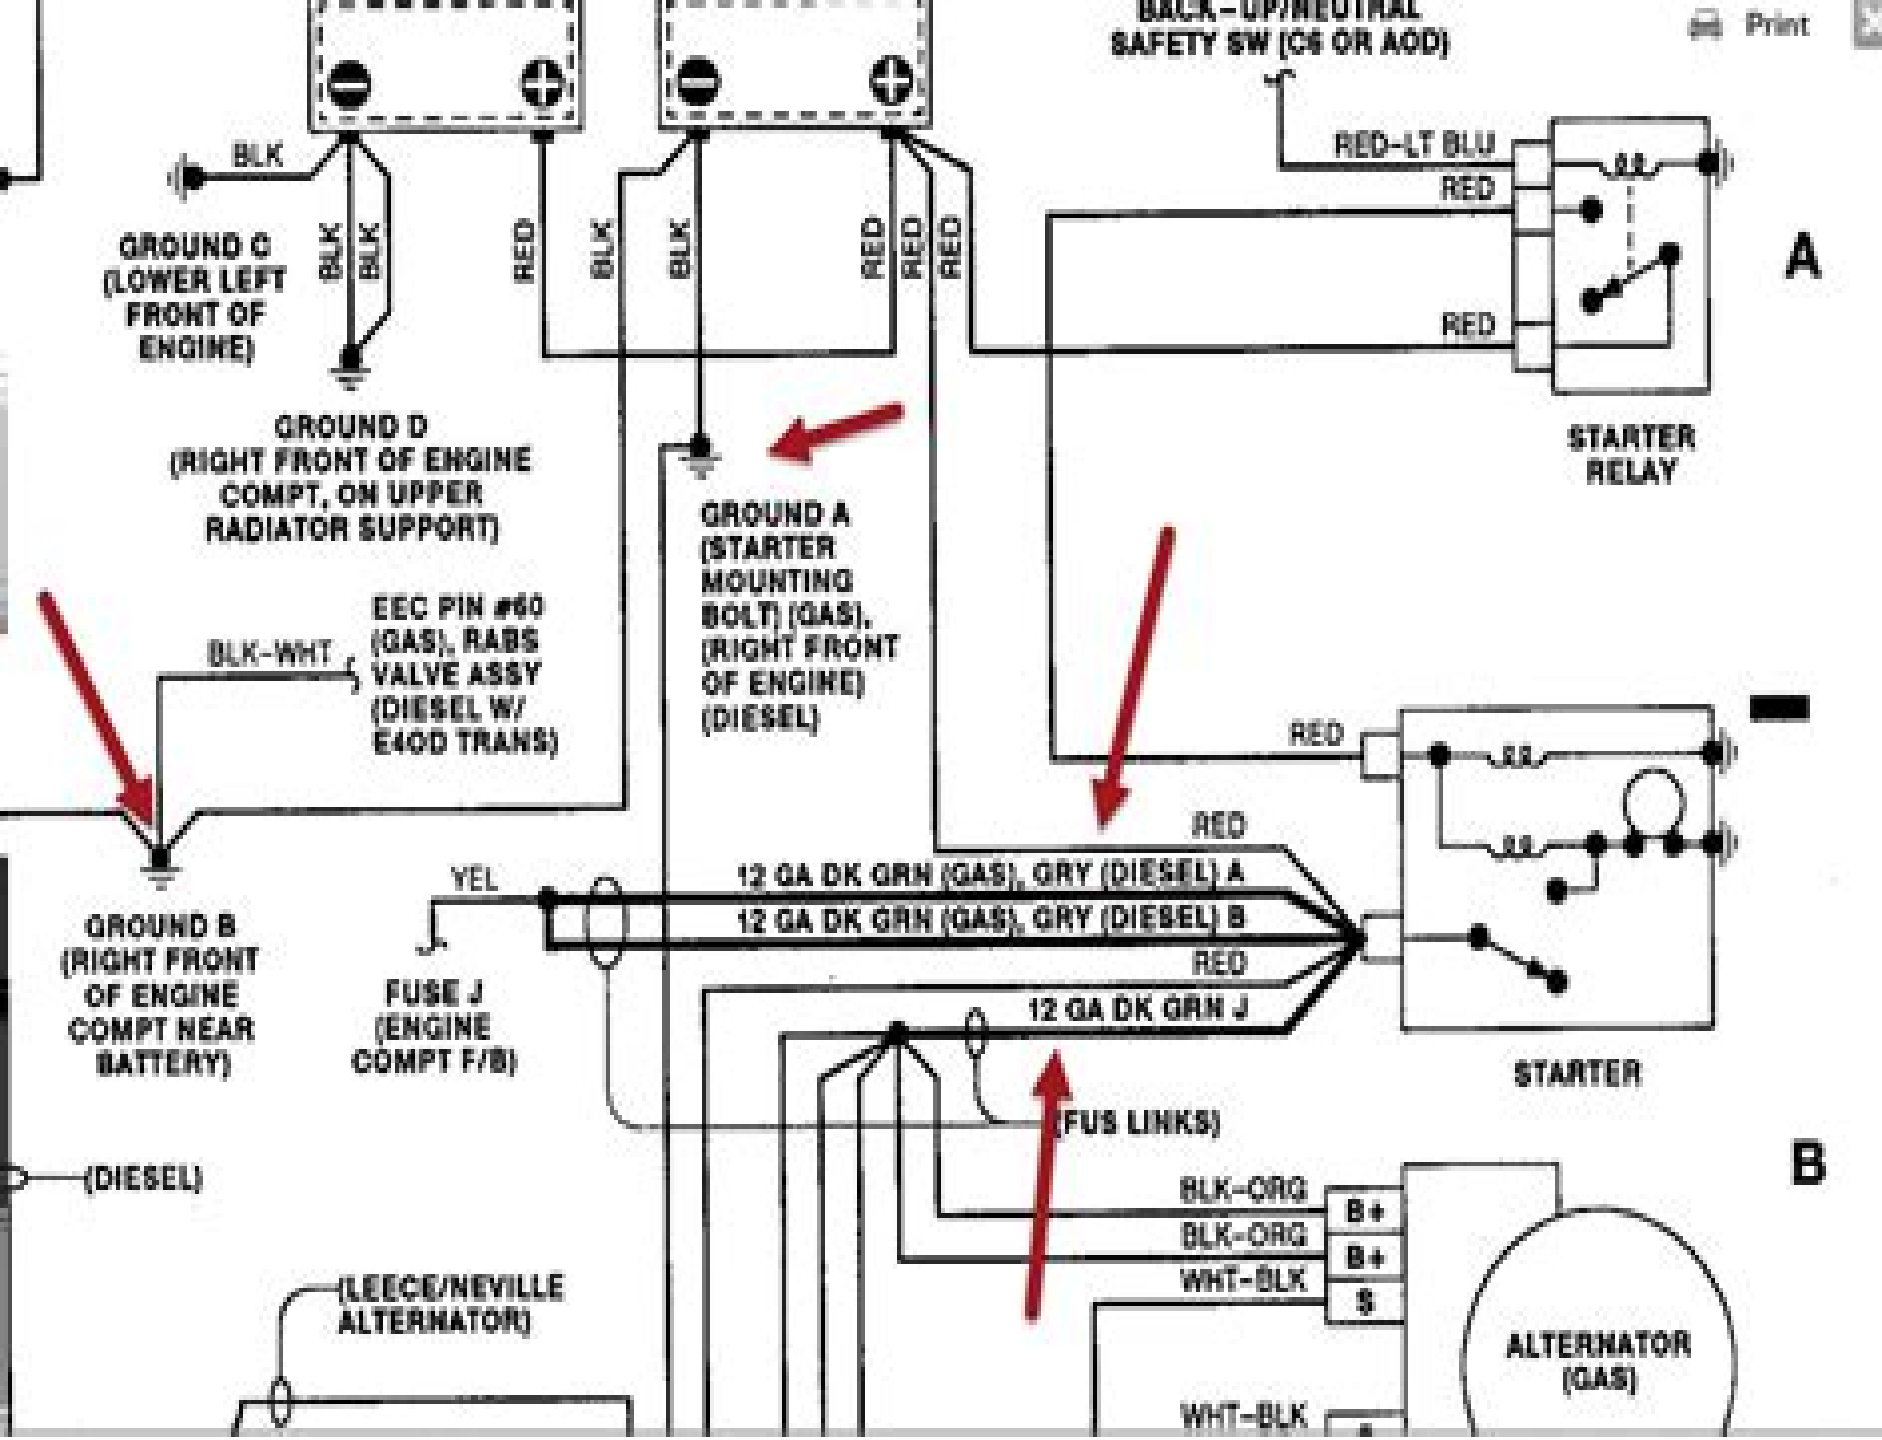 BACK-UP/NEUTRAL
SAFETY SW (C6 OR AOD)
Print
RED-LT BLU
RED
RED
A
STARTER
RELAY
BLK
BLK
BLK
RED
BLK
BLK
RED
RED
RED
GROUND C
(LOWER LEFT
FRONT OF
ENGINE)
GROUND D
(RIGHT FRONT OF ENGINE
COMPT, ON UPPER
RADIATOR SUPPORT)
GROUND A
(STARTER
MOUNTING
BOLT) (GAS),
(RIGHT FRONT
OF ENGINE)
(DIESEL)
BLK-WHT
EEC PIN #60
(GAS), RABS
VALVE ASSY
(DIESEL W/
E4OD TRANS)
RED
RED
12 GA DK GRN (GAS), GRY (DIESEL) A
12 GA DK GRN (GAS), GRY (DIESEL) B
RED
12 GA DK GRN J
YEL
GROUND B
(RIGHT FRONT
OF ENGINE
COMPT NEAR
BATTERY)
FUSE J
(ENGINE
COMPT F/B)
STARTER
(FUS LINKS)
B
(DIESEL)
BLK-ORG
B+
BLK-ORG
B+
WHT-BLK
S
(LEECE/NEVILLE
ALTERNATOR)
ALTERNATOR
(GAS)
WHT-BLK